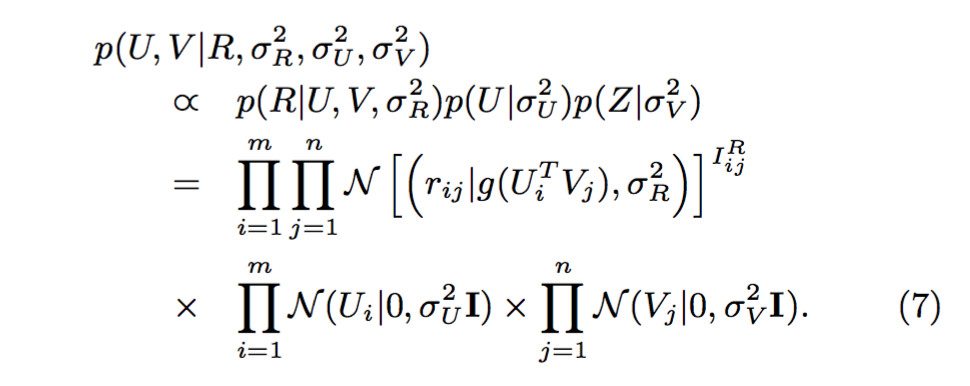 p(U, V|R, σ_R^2, σ_U^2, σ_V^2)
∝ p(R|U, V, σ_R^2)p(U|σ_U^2)p(Z|σ_V^2)
= ∏_{i=1}^{m} ∏_{j=1}^{n} 𝒩 [(r_{ij}|g(U_i^T V_j), σ_R^2)]^{I_{ij}^R}
× ∏_{i=1}^{m} 𝒩(U_i|0, σ_U^2 𝐈) × ∏_{j=1}^{n} 𝒩(V_j|0, σ_V^2 𝐈). (7)